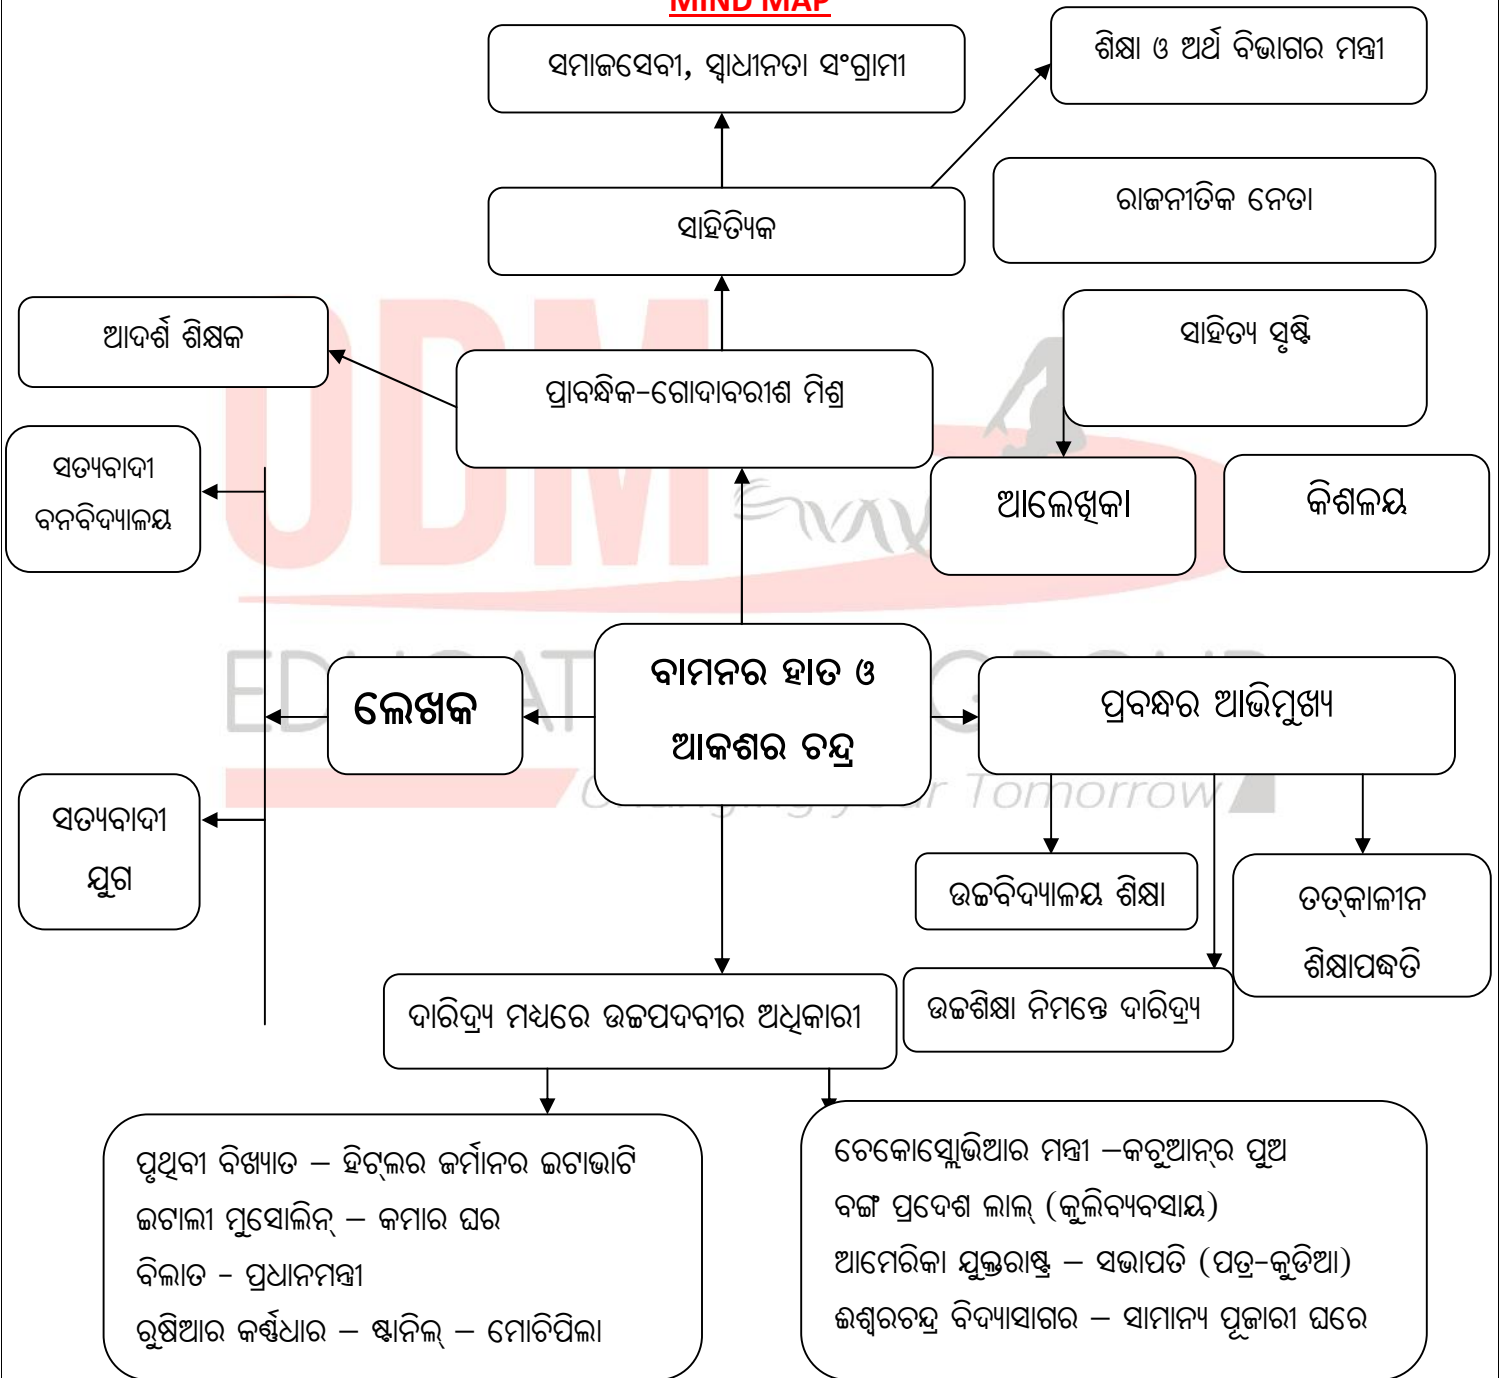 MIND MAP
ସମାଜସେବୀ, ସ୍ୱାଧୀନତା ସଂଗ୍ରାମୀ
ଶିକ୍ଷା ଓ ଅର୍ଥ ବିଭାଗର ମନ୍ତ୍ରୀ
ସାହିତ୍ୟିକ
ରାଜନୀତିକ ନେତା
ଆଦର୍ଶ ଶିକ୍ଷକ
ପ୍ରାବନ୍ଧିକ-ଗୋଦାବରୀଶ ମିଶ୍ର
ସାହିତ୍ୟ ସୃଷ୍ଟି
ସତ୍ୟବାଦୀ
ବନବିଦ୍ୟାଳୟ
ଆଲେଖିକା
କିଶଳୟ
ଲେଖକ
ବାମନର ହାତ ଓ
ଆକଶର ଚନ୍ଦ୍ର
ପ୍ରବନ୍ଧର ଆଭିମୁଖ୍ୟ
ସତ୍ୟବାଦୀ
ଯୁଗ
ଉଚ୍ଚବିଦ୍ୟାଳୟ ଶିକ୍ଷା
ତତ୍କାଳୀନ
ଶିକ୍ଷାପଦ୍ଧତି
ଦାରିଦ୍ର୍ୟ ମଧ୍ୟରେ ଉଚ୍ଚପଦବୀର ଅଧିକାରୀ
ଉଚ୍ଚଶିକ୍ଷା ନିମନ୍ତେ ଦାରିଦ୍ର୍ୟ
ପୃଥିବୀ ବିଖ୍ୟାତ – ହିଟ୍‌ଲର ଜର୍ମାନର ଇଟାଭାଟି
ଇଟାଲୀ ମୁସୋଲିନ୍ – କମାର ଘର
ବିଲାତ - ପ୍ରଧାନମନ୍ତ୍ରୀ
ରୁଷିଆର କର୍ଣ୍ଣଧାର – ଷ୍ଟାନିଲ୍ – ମୋଚିପିଲା
ଚେକୋସ୍ଲୋଭିଆର ମନ୍ତ୍ରୀ –କଚୁଆନ୍‌ର ପୁଅ
ବଙ୍ଗ ପ୍ରଦେଶ ଲାଲ୍ (କୁଲିବ୍ୟବସାୟ)
ଆମେରିକା ଯୁକ୍ତରାଷ୍ଟ୍ର – ସଭାପତି (ପତ୍ର-କୁଡିଆ)
ଈଶ୍ୱରଚନ୍ଦ୍ର ବିଦ୍ୟାସାଗର – ସାମାନ୍ୟ ପୂଜାରୀ ଘରେ